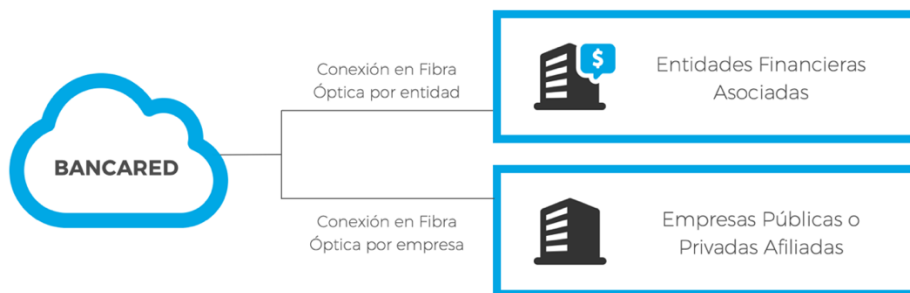 BANCARED
Conexión en Fibra
Óptica por entidad
$
Entidades Financieras
Asociadas
Conexión en Fibra
Óptica por empresa
Empresas Públicas o
Privadas Afiliadas